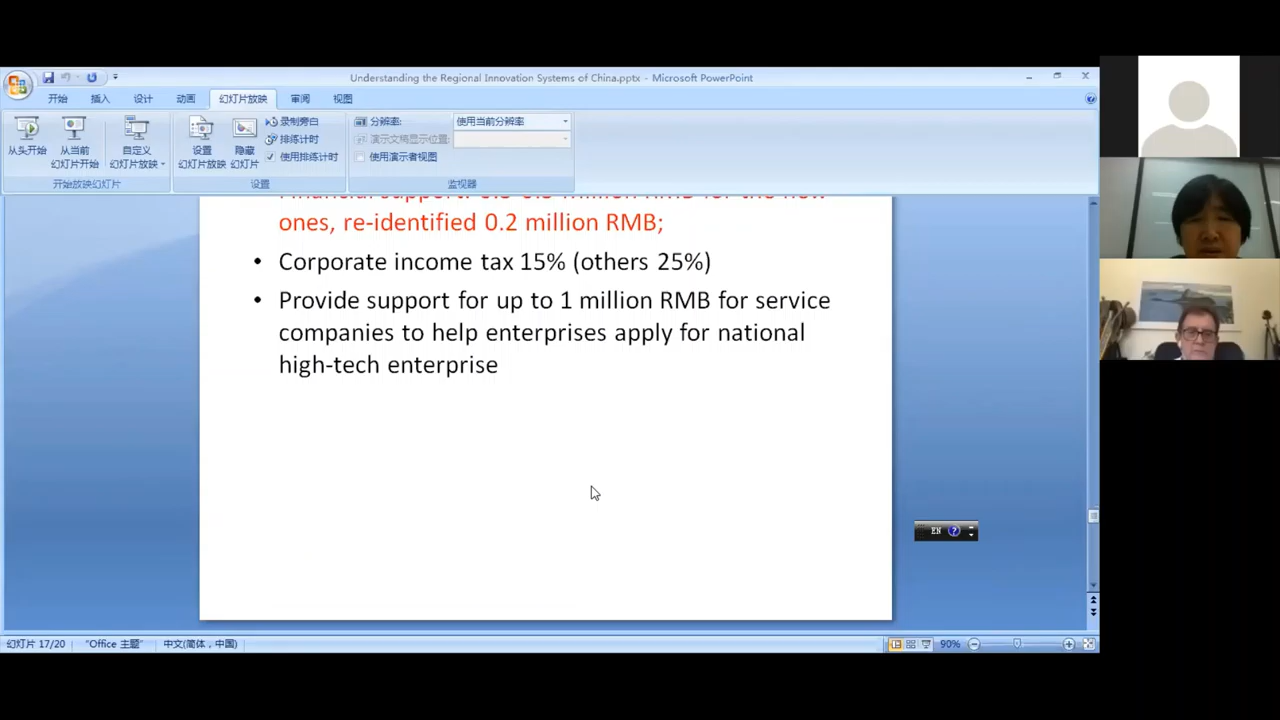 Understanding the Regional Innovation Systems of China.pptx - Microsoft PowerPoint
开始 插入 设计 动画 幻灯片放映 审阅 视图
录制旁白 分辨率: 使用当前分辨率
排练计时 演示文稿显示位置:
从头开始 从当前 幻灯片开始 自定义 幻灯片放映 设置 幻灯片放映 隐藏 幻灯片 使用排练计时 使用演示者视图
开始放映幻灯片 设置 监视器
ones, re-identified 0.2 million RMB;
• Corporate income tax 15% (others 25%)
• Provide support for up to 1 million RMB for service
companies to help enterprises apply for national
high-tech enterprise
EN
幻灯片 17/20 "Office 主题" 中文(简体，中国) 90%